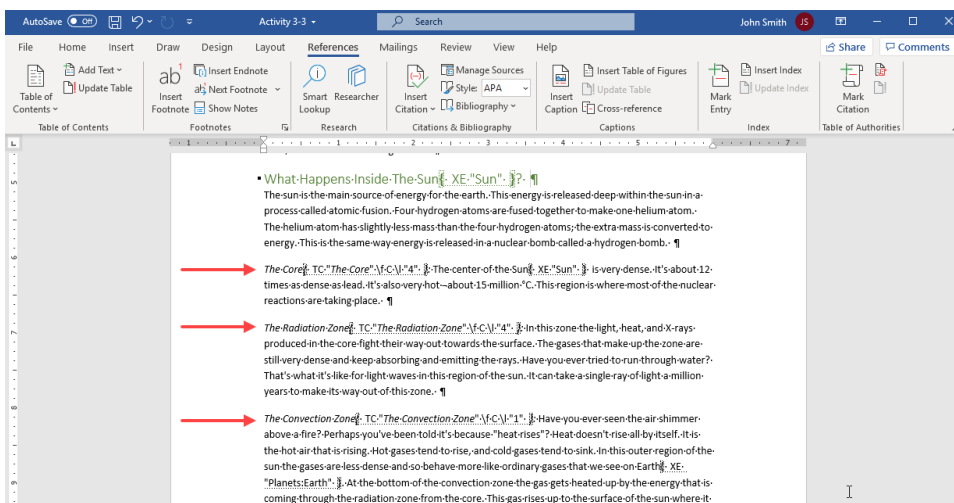 AutoSave Off Activity 3-3 Search John Smith JS
File Home Insert Draw Design Layout References Mailings Review View Help Share Comments
Table of Contents Add Text Update Table
Insert Footnote Insert Endnote Next Footnote Show Notes
Smart Lookup Researcher
Insert Citation Manage Sources Style: APA Bibliography
Insert Caption Insert Table of Figures Update Table Cross-reference
Mark Entry Insert Index Update Index
Mark Citation
Table of Contents Footnotes Research Citations & Bibliography Captions Index Table of Authorities
1 1 2 3 4 5 7
What·Happens·Inside·The·Sun{·XE·"Sun"·}?·¶
The·sun·is·the·main·source·of·energy·for·the·earth.·This·energy·is·released·deep·within·the·sun·in·a·
process·called·atomic·fusion.·Four·hydrogen·atoms·are·fused·together·to·make·one·helium·atom.·
The·helium·atom·has·slightly·less·mass·than·the·four·hydrogen·atoms;·the·extra·mass·is·converted·to·
energy.·This·is·the·same·way·energy·is·released·in·a·nuclear·bomb·called·a·hydrogen·bomb.·¶
The·Core{·TC·"The·Core"·\f·C·\l·"4"·}:·The·center·of·the·Sun{·XE·"Sun"·}·is·very·dense.·It's·about·12·
times·as·dense·as·lead.·It's·also·very·hot·–·about·15·million·°C.·This·region·is·where·most·of·the·nuclear·
reactions·are·taking·place.·¶
The·Radiation·Zone{·TC·"The·Radiation·Zone"·\f·C·\l·"4"·}:·In·this·zone·the·light,·heat,·and·X-rays·
produced·in·the·core·fight·their·way·out·towards·the·surface.·The·gases·that·make·up·the·zone·are·
still·very·dense·and·keep·absorbing·and·emitting·the·rays.·Have·you·ever·tried·to·run·through·water?·
That's·what·it's·like·for·light·waves·in·this·region·of·the·sun.·It·can·take·a·single·ray·of·light·a·million·
years·to·make·its·way·out·of·this·zone.·¶
The·Convection·Zone{·TC·"The·Convection·Zone"·\f·C·\l·"1"·}:·Have·you·ever·seen·the·air·shimmer·
above·a·fire?·Perhaps·you've·been·told·it's·because·"heat·rises"?·Heat·doesn't·rise·all·by·itself.·It·is·
the·hot·air·that·is·rising.·Hot·gases·tend·to·rise,·and·cold·gases·tend·to·sink.·In·this·outer·region·of·the·
sun·the·gases·are·less·dense·and·so·behave·more·like·ordinary·gases·that·we·see·on·Earth{·XE·
"Planets:Earth"·}.·At·the·bottom·of·the·convection·zone·the·gas·gets·heated·up·by·the·energy·that·is·
coming·through·the·radiation·zone·from·the·core.·This·gas·rises·up·to·the·surface·of·the·sun·where·it·